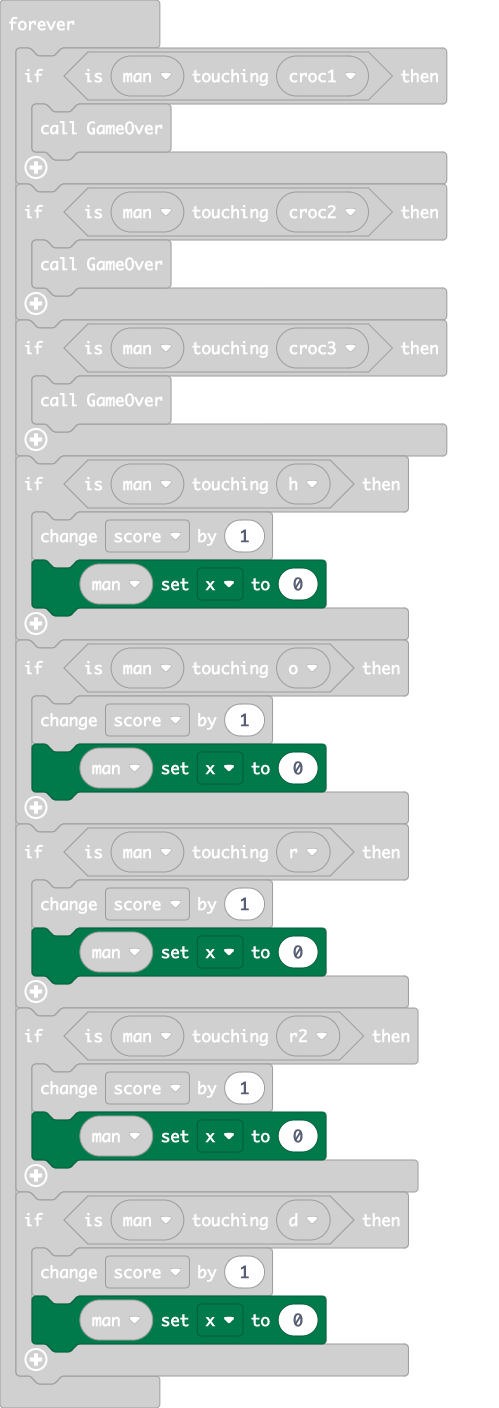 forever
if is man touching croc1 then
call GameOver
if is man touching croc2 then
call GameOver
if is man touching croc3 then
call GameOver
if is man touching h then
change score by 1
man set x to 0
if is man touching o then
change score by 1
man set x to 0
if is man touching r then
change score by 1
man set x to 0
if is man touching r2 then
change score by 1
man set x to 0
if is man touching d then
change score by 1
man set x to 0